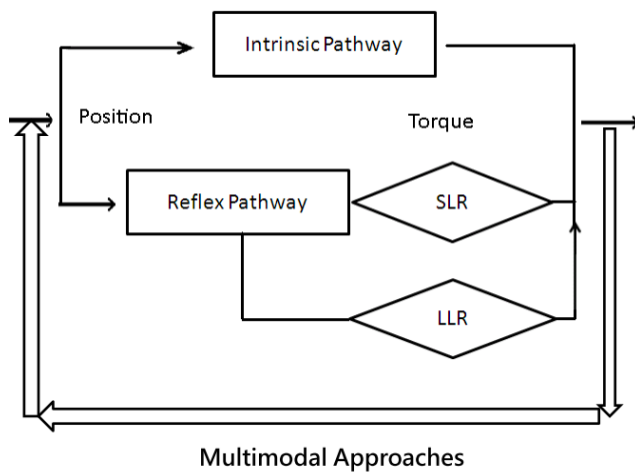 Intrinsic Pathway
Position
Torque
Reflex Pathway
SLR
LLR
Multimodal Approaches